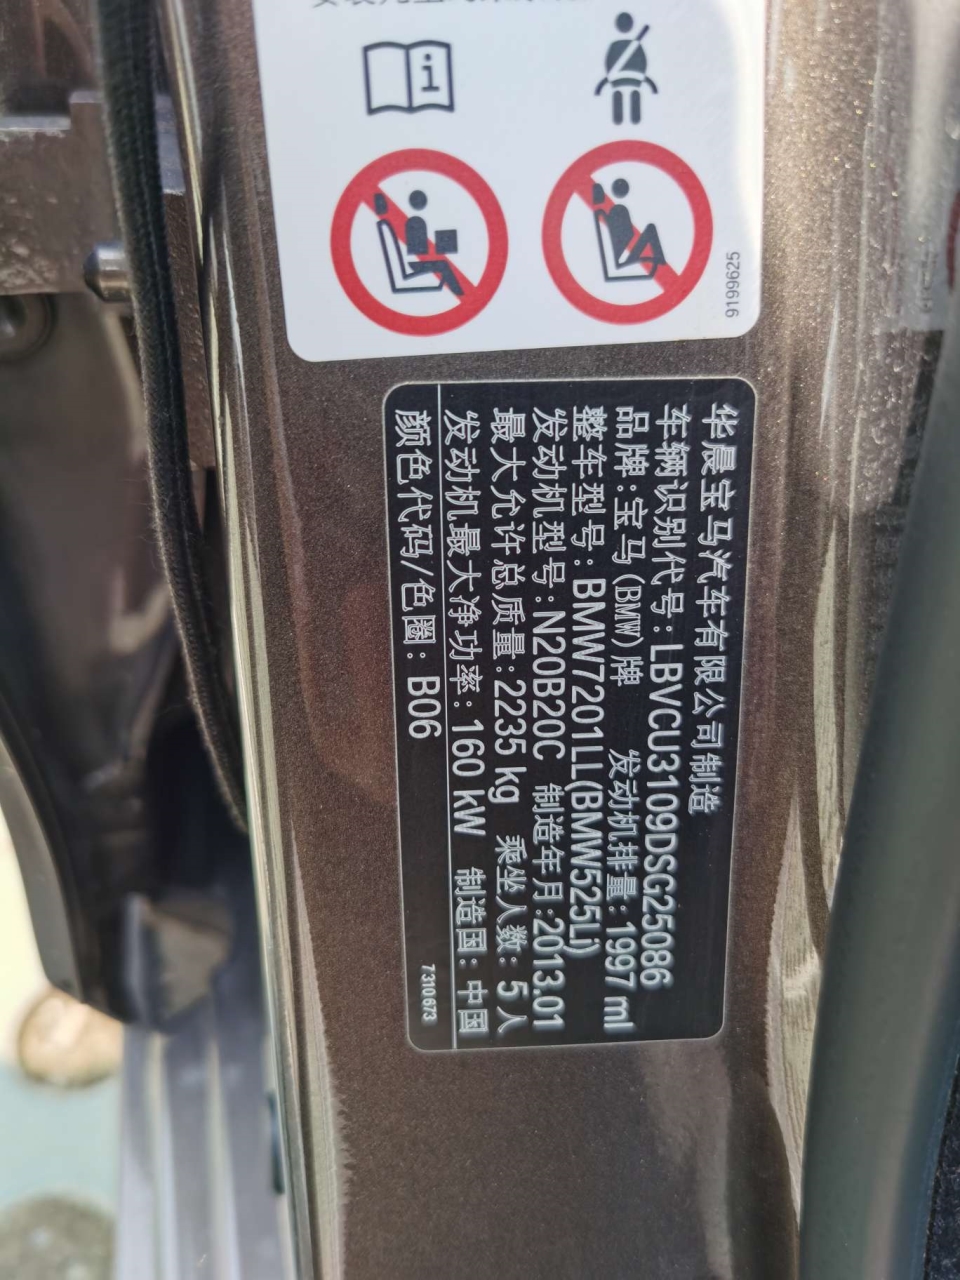 9199625
华晨宝马汽车有限公司制造
车辆识别代号:LBVCU3109DSG25086
品牌:宝马(BMW)牌 发动机排量:1997 ml
整车型号:BMW7201LL(BMW525Li)
发动机型号:N20B20C 制造年月:2013.01
最大允许总质量:2235 kg 乘坐人数:5人
发动机最大净功率:160 kW 制造国:中国
颜色代码/色圈:B06
7310673